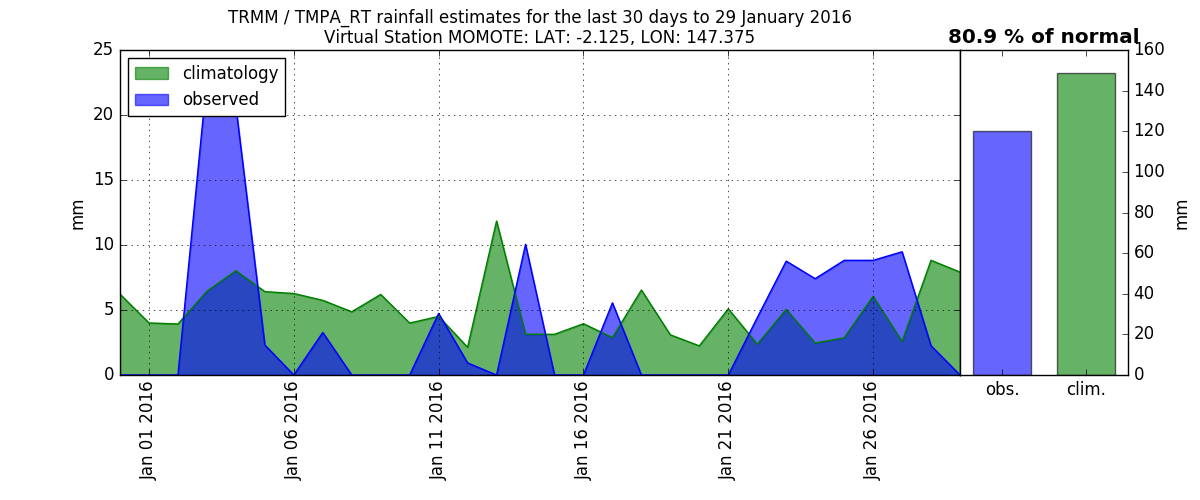 TRMM / TMPA_RT rainfall estimates for the last 30 days to 29 January 2016
Virtual Station MOMOTE: LAT: -2.125, LON: 147.375
80.9 % of normal
climatology
observed
25
20
15
10
5
0
mm
Jan 01 2016
Jan 06 2016
Jan 11 2016
Jan 16 2016
Jan 21 2016
Jan 26 2016
160
140
120
100
80
60
40
20
0
mm
obs.
clim.